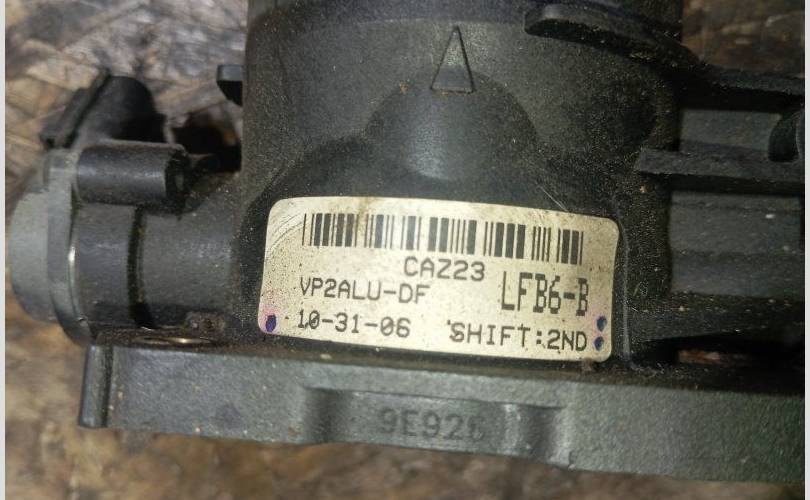 CAZ23
VP2ALU-DF LFB6-B
10-31-06 SHIFT:2ND
9E926